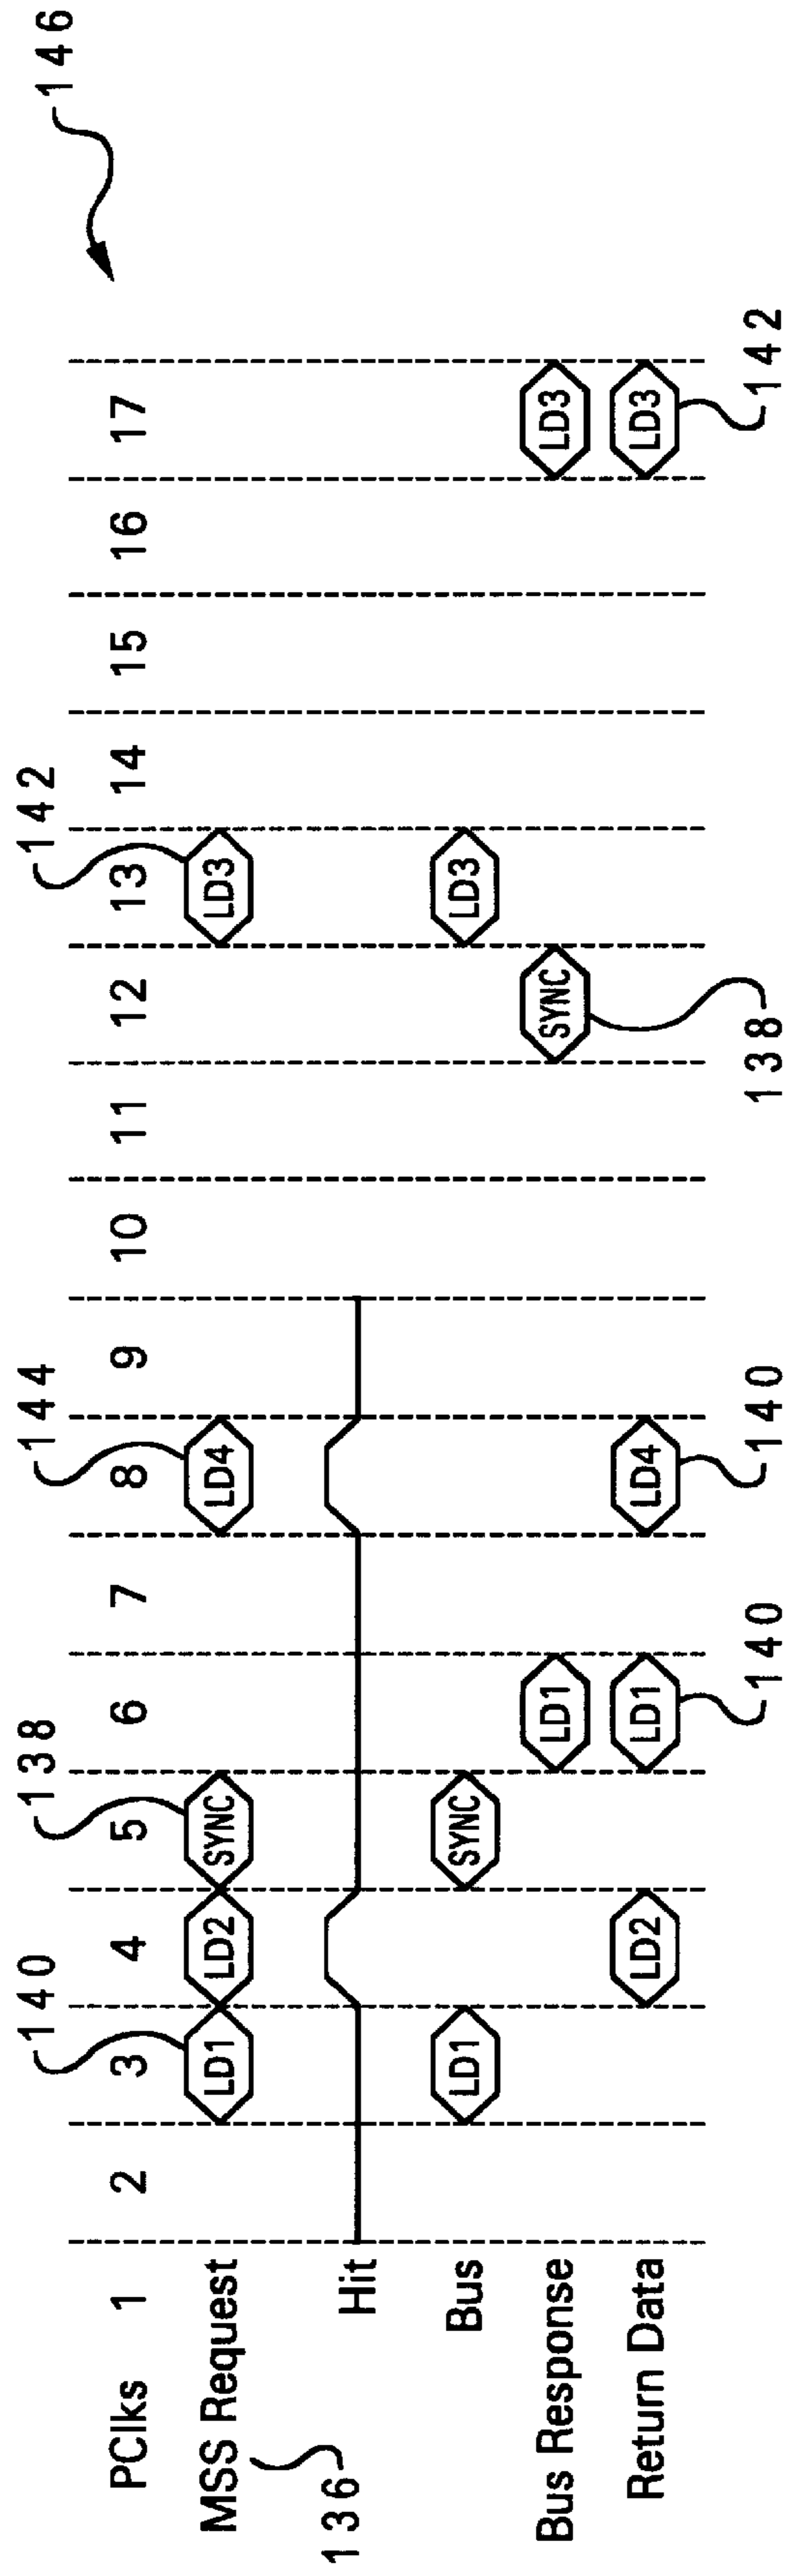 146
140 138 144 142
PClks 1 2 3 4 5 6 7 8 9 10 11 12 13 14 15 16 17
MSS Request LD1 LD2 SYNC LD4 LD3
136
Hit
Bus LD1 SYNC LD3
Bus Response LD1 SYNC LD3
Return Data LD2 LD1 LD4 LD3
140 140 138 142